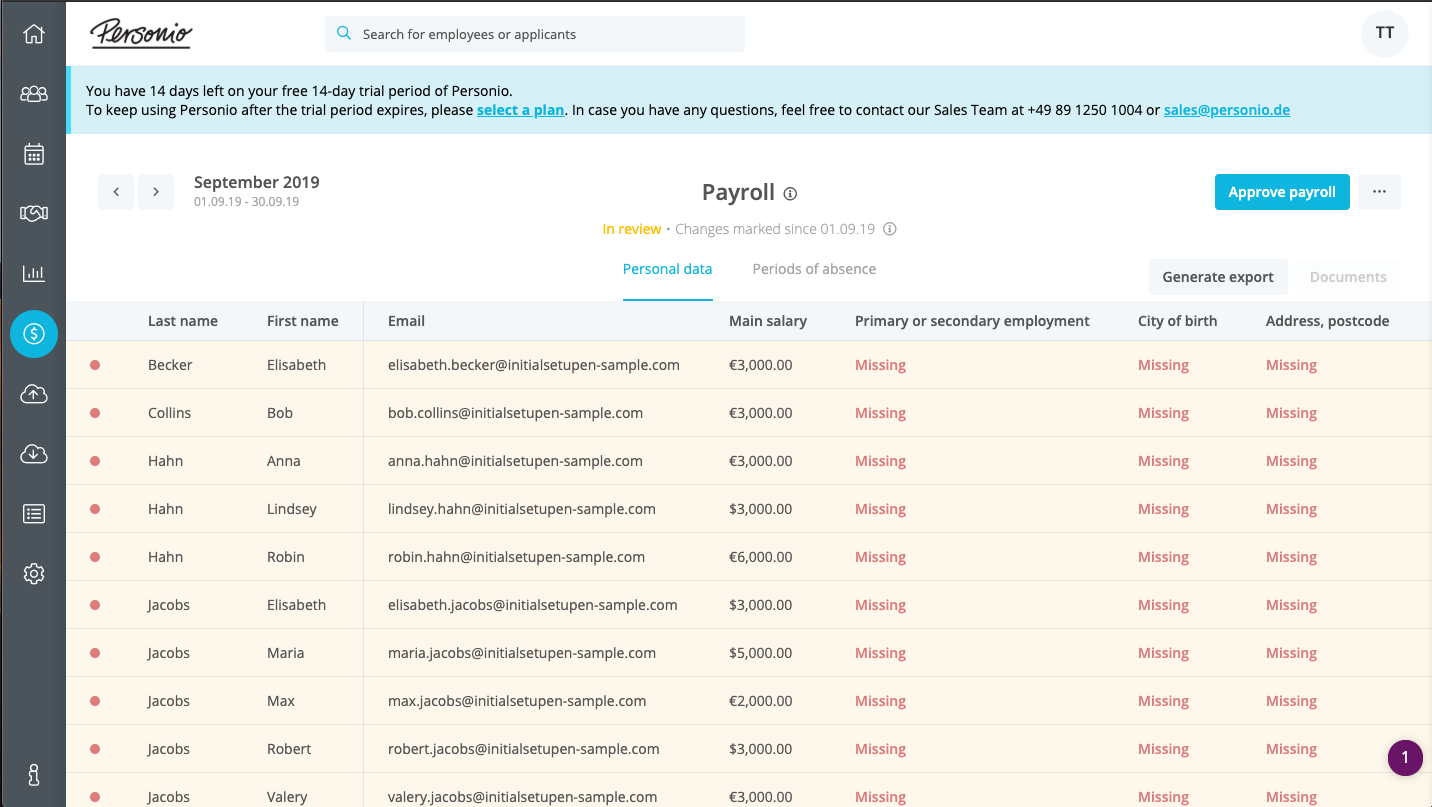 Personio
Search for employees or applicants
TT
You have 14 days left on your free 14-day trial period of Personio.
To keep using Personio after the trial period expires, please select a plan. In case you have any questions, feel free to contact our Sales Team at +49 89 1250 1004 or sales@personio.de
September 2019
01.09.19 - 30.09.19
Payroll
Approve payroll
In review • Changes marked since 01.09.19
Personal data Periods of absence
Generate export Documents
Last name First name Email Main salary Primary or secondary employment City of birth Address, postcode
Becker Elisabeth elisabeth.becker@initialsetupen-sample.com €3,000.00 Missing Missing Missing
Collins Bob bob.collins@initialsetupen-sample.com €3,000.00 Missing Missing Missing
Hahn Anna anna.hahn@initialsetupen-sample.com €3,000.00 Missing Missing Missing
Hahn Lindsey lindsey.hahn@initialsetupen-sample.com $3,000.00 Missing Missing Missing
Hahn Robin robin.hahn@initialsetupen-sample.com €6,000.00 Missing Missing Missing
Jacobs Elisabeth elisabeth.jacobs@initialsetupen-sample.com $3,000.00 Missing Missing Missing
Jacobs Maria maria.jacobs@initialsetupen-sample.com $5,000.00 Missing Missing Missing
Jacobs Max max.jacobs@initialsetupen-sample.com €2,000.00 Missing Missing Missing
Jacobs Robert robert.jacobs@initialsetupen-sample.com $3,000.00 Missing Missing Missing
1
Jacobs Valery valery.jacobs@initialsetupen-sample.com €3,000.00 Missing Missing Missing